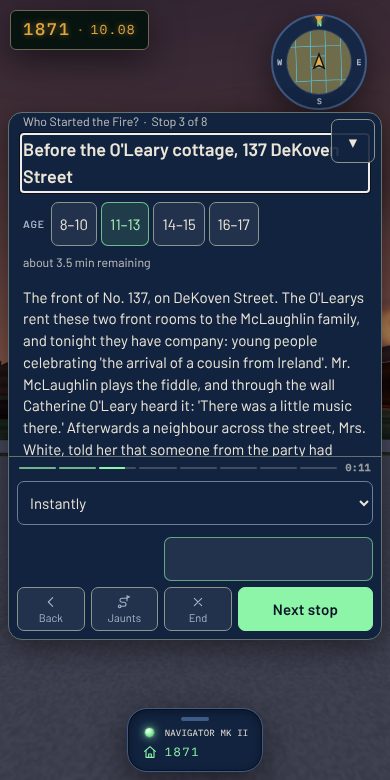 1871 · 10.08
N
W
E
S
Who Started the Fire? · Stop 3 of 8
Before the O'Leary cottage, 137 DeKoven
Street
▼
AGE
8–10
11–13
14–15
16–17
about 3.5 min remaining
The front of No. 137, on DeKoven Street. The O'Learys
rent these two front rooms to the McLaughlin family,
and tonight they have company: young people
celebrating 'the arrival of a cousin from Ireland'. Mr.
McLaughlin plays the fiddle, and through the wall
Catherine O'Leary heard it: 'There was a little music
there.' Afterwards a neighbour across the street, Mrs.
White, told her that someone from the party had
0:11
Instantly
Back
Jaunts
End
Next stop
NAVIGATOR MK II
1871